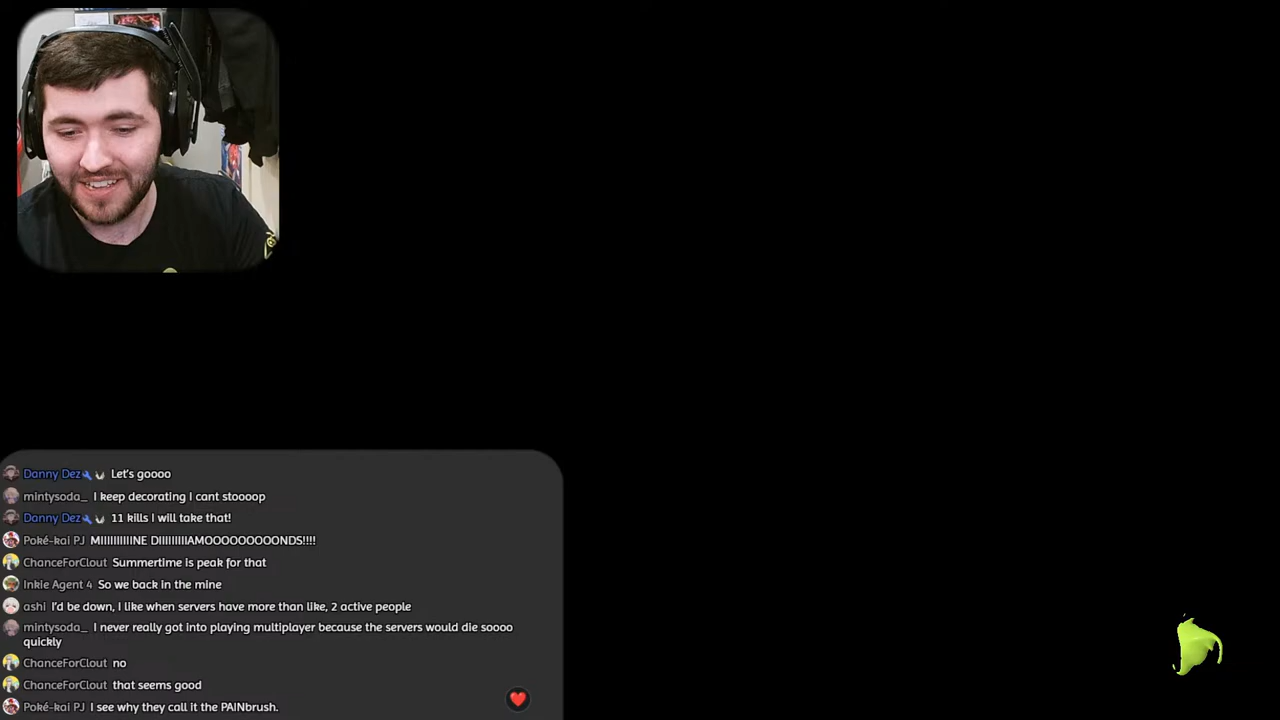 Danny Dez Let's goooo
mintysoda_ I keep decorating I cant stoooop
Danny Dez 11 kills I will take that!
Poké-kai PJ MIIIIIIIIINE DIIIIIIIIIAMOOOOOOOOONDS!!!!
ChanceForClout Summertime is peak for that
Inkie Agent 4 So we back in the mine
ashi I'd be down, I like when servers have more than like, 2 active people
mintysoda_ I never really got into playing multiplayer because the servers would die soooo
quickly
ChanceForClout no
ChanceForClout that seems good
Poké-kai PJ I see why they call it the PAINbrush.